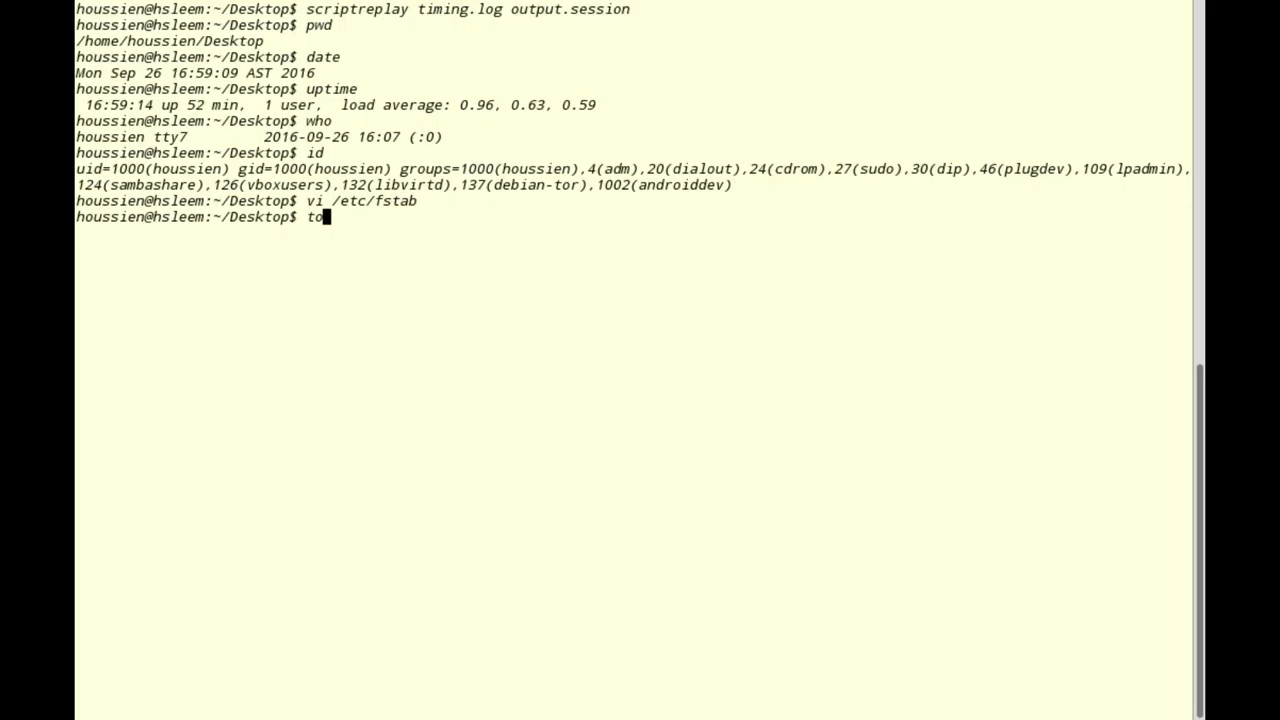 houssien@hsleem:~/Desktop$ scriptreplay timing.log output.session
houssien@hsleem:~/Desktop$ pwd
/home/houssien/Desktop
houssien@hsleem:~/Desktop$ date
Mon Sep 26 16:59:09 AST 2016
houssien@hsleem:~/Desktop$ uptime
 16:59:14 up 52 min,  1 user,  load average: 0.96, 0.63, 0.59
houssien@hsleem:~/Desktop$ who
houssien tty7         2016-09-26 16:07 (:0)
houssien@hsleem:~/Desktop$ id
uid=1000(houssien) gid=1000(houssien) groups=1000(houssien),4(adm),20(dialout),24(cdrom),27(sudo),30(dip),46(plugdev),109(lpadmin),
124(sambashare),126(vboxusers),132(libvirtd),137(debian-tor),1002(androiddev)
houssien@hsleem:~/Desktop$ vi /etc/fstab
houssien@hsleem:~/Desktop$ to